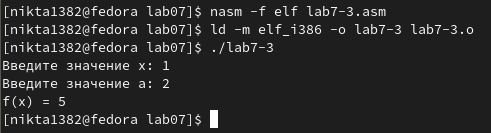 [nikta1382@fedora lab07]$ nasm -f elf lab7-3.asm
[nikta1382@fedora lab07]$ ld -m elf_i386 -o lab7-3 lab7-3.o
[nikta1382@fedora lab07]$ ./lab7-3
Введите значение x: 1
Введите значение a: 2
f(x) = 5
[nikta1382@fedora lab07]$